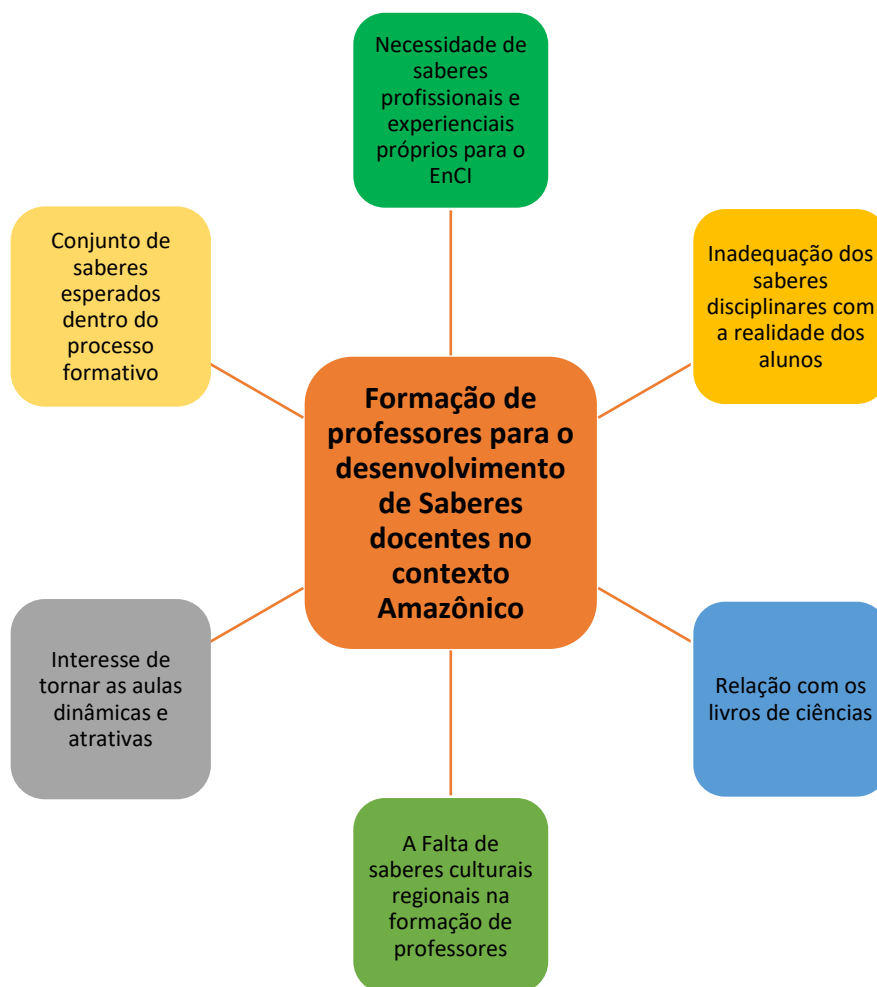 Necessidade de
saberes
profissionais e
experienciais
próprios para o
EnCI
Conjunto de
saberes
esperados
dentro do
processo
formativo
Inadequação dos
saberes
disciplinares com
a realidade dos
alunos
Formação de
professores para o
desenvolvimento
de Saberes
docentes no
contexto
Amazônico
Interesse de
tornar as aulas
dinâmicas e
atrativas
Relação com os
livros de ciências
A Falta de
saberes culturais
regionais na
formação de
professores